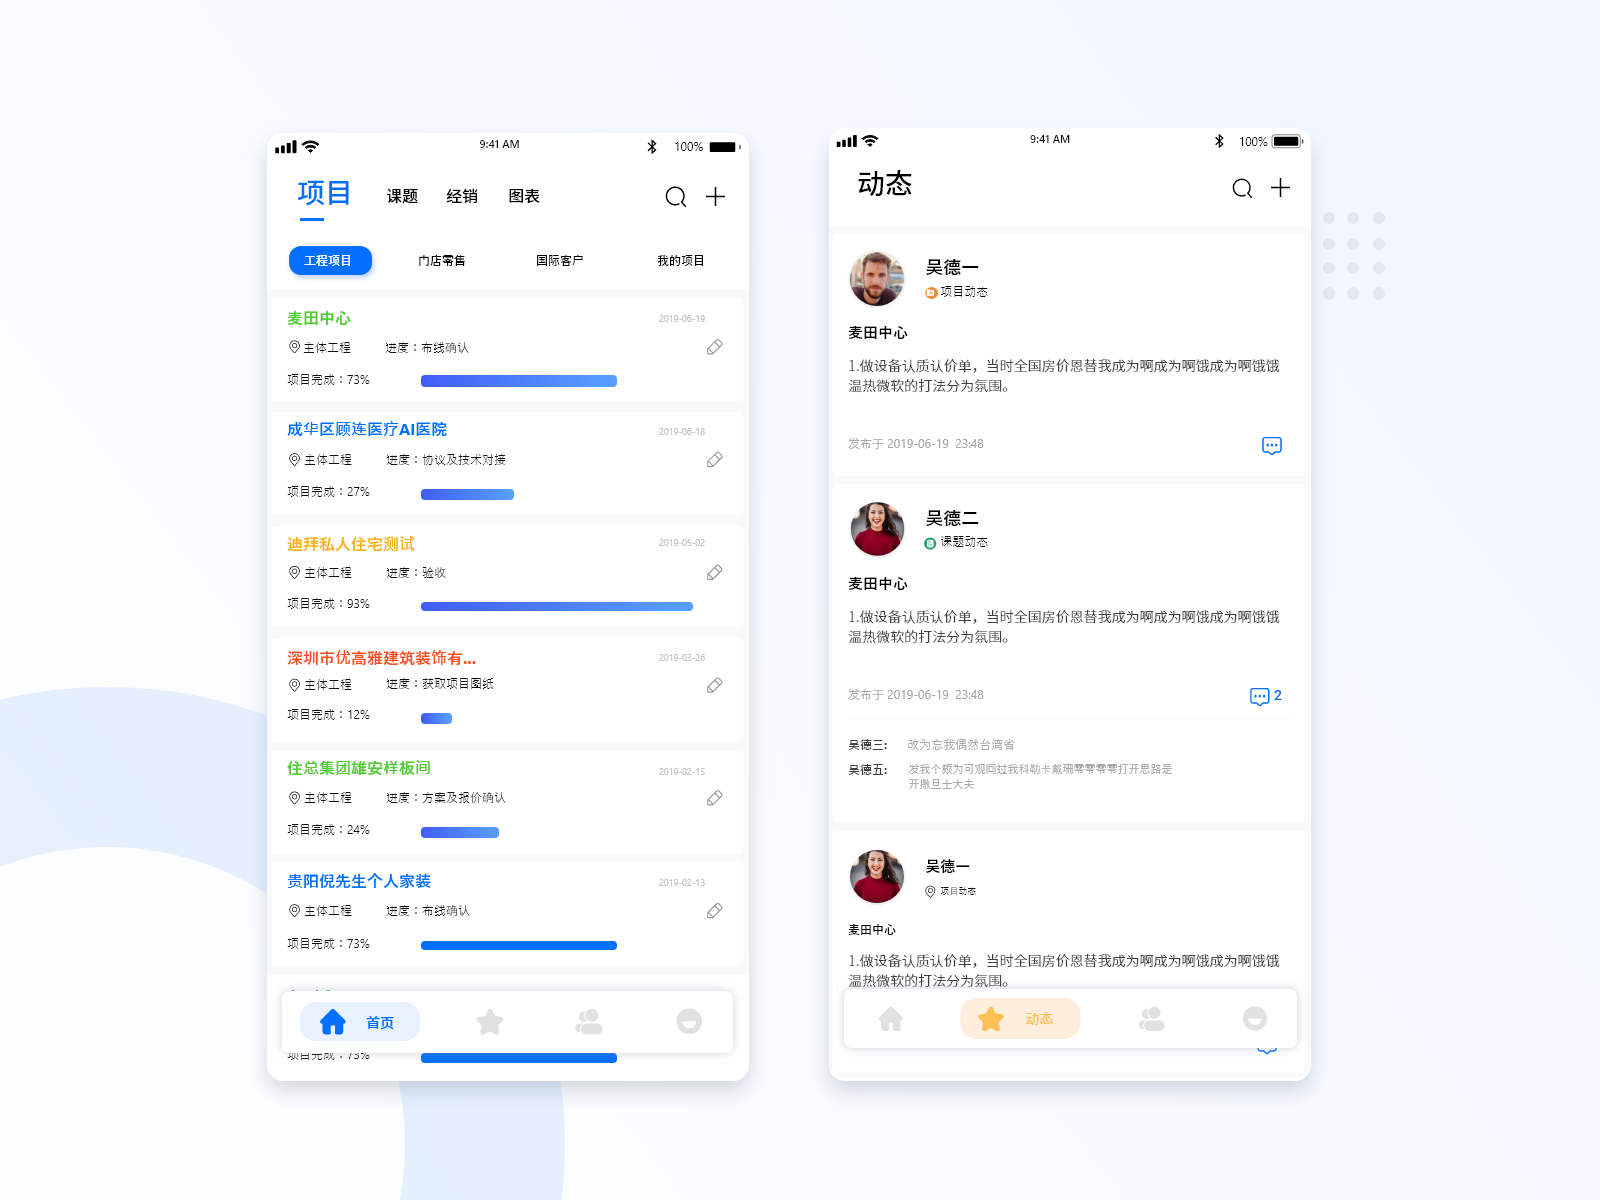 9:41 AM
100%
项目 课题 经销 图表
工程项目 门店零售 国际客户 我的项目
麦田中心 2019-06-19
主体工程 进度：布线确认
项目完成：73%
成华区顾连医疗AI医院 2019-06-18
主体工程 进度：协议及技术对接
项目完成：27%
迪拜私人住宅测试 2019-05-02
主体工程 进度：验收
项目完成：93%
深圳市优高雅建筑装饰有... 2019-03-26
主体工程 进度：获取项目图纸
项目完成：12%
住总集团雄安样板间 2019-02-15
主体工程 进度：方案及报价确认
项目完成：24%
贵阳倪先生个人家装 2019-02-13
主体工程 进度：布线确认
项目完成：73%
首页
项目完成：73%
9:41 AM
100%
动态
吴德一
项目动态
麦田中心
1.做设备认质认价单，当时全国房价恩替我成为啊成为啊饿成为啊饿饿
温热微软的打法分为氛围。
发布于 2019-06-19 23:48
吴德二
课题动态
麦田中心
1.做设备认质认价单，当时全国房价恩替我成为啊成为啊饿成为啊饿饿
温热微软的打法分为氛围。
发布于 2019-06-19 23:48 2
吴德三: 改为忘我偶然台湾省
吴德五: 发我个颇为可观问过我科勒卡戴珊零零零零打开思路是
开撒旦士大夫
吴德一
项目动态
麦田中心
1.做设备认质认价单，当时全国房价恩替我成为啊成为啊饿成为啊饿饿
温热微软的打法分为氛围。
动态